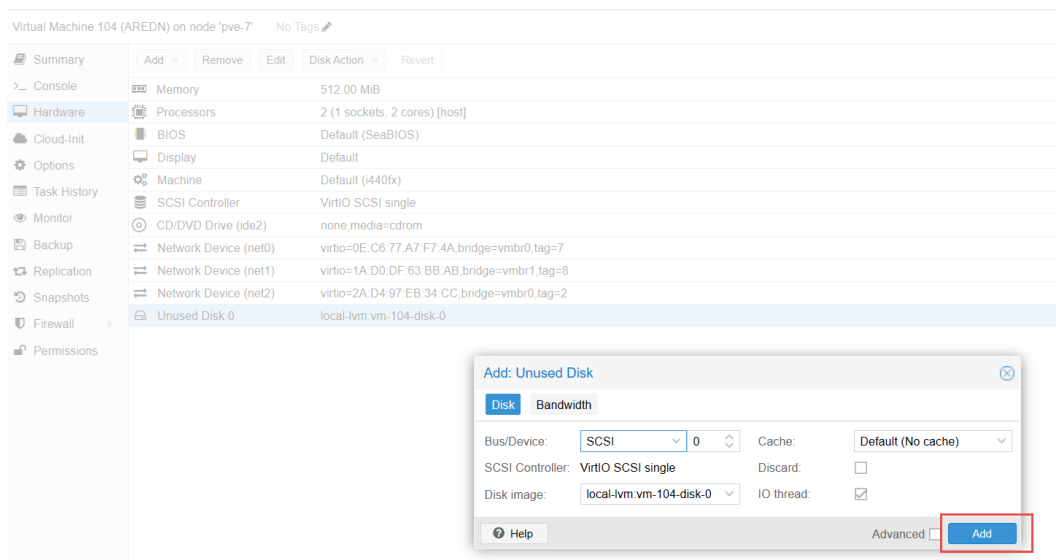 Virtual Machine 104 (AREDN) on node 'pve-7' No Tags
Summary
Console
Hardware
Cloud-Init
Options
Task History
Monitor
Backup
Replication
Snapshots
Firewall
Permissions
Add Remove Edit Disk Action Revert
Memory 512.00 MiB
Processors 2 (1 sockets, 2 cores) [host]
BIOS Default (SeaBIOS)
Display Default
Machine Default (i440fx)
SCSI Controller VirtIO SCSI single
CD/DVD Drive (ide2) none,media=cdrom
Network Device (net0) virtio=0E:C6:77:A7:F7:4A,bridge=vmbr0,tag=7
Network Device (net1) virtio=1A:D0:DF:63:BB:AB,bridge=vmbr1,tag=8
Network Device (net2) virtio=2A:D4:97:EB:34:CC,bridge=vmbr0,tag=2
Unused Disk 0 local-lvm:vm-104-disk-0
Add: Unused Disk
Disk Bandwidth
Bus/Device: SCSI 0 Cache: Default (No cache)
SCSI Controller: VirtIO SCSI single Discard:
Disk image: local-lvm:vm-104-disk-0 IO thread:
Help Advanced Add